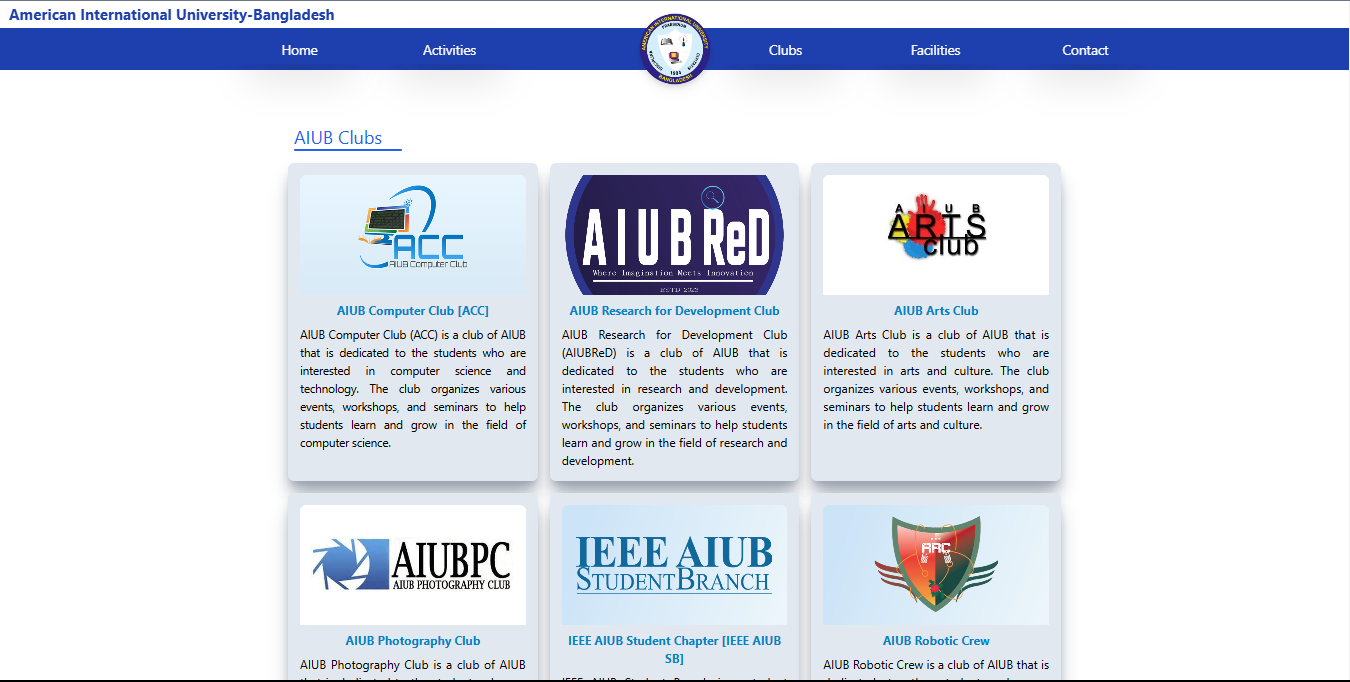 American International University-Bangladesh
Home Activities Clubs Facilities Contact
AMERICAN INTERNATIONAL UNIVERSITY
1994
BANGLADESH
AIUB Clubs
ACC
AIUB Computer Club
AIUB Computer Club [ACC]
AIUB Computer Club (ACC) is a club of AIUB
that is dedicated to the students who are
interested in computer science and
technology. The club organizes various
events, workshops, and seminars to help
students learn and grow in the field of
computer science.
AIUB ReD
Where Imagination Meets Innovation
ESTD 2023
AIUB Research for Development Club
AIUB Research for Development Club
(AIUBReD) is a club of AIUB that is
dedicated to the students who are
interested in research and development.
The club organizes various events,
workshops, and seminars to help students
learn and grow in the field of research and
development.
AIUB
ARTS
club
AIUB Arts Club
AIUB Arts Club is a club of AIUB that is
dedicated to the students who are
interested in arts and culture. The club
organizes various events, workshops, and
seminars to help students learn and grow
in the field of arts and culture.
AIUBPC
AIUB PHOTOGRAPHY CLUB
AIUB Photography Club
AIUB Photography Club is a club of AIUB
IEEE AIUB
STUDENT BRANCH
IEEE AIUB Student Chapter [IEEE AIUB
SB]
ARC
AIUB Robotic Crew
AIUB Robotic Crew is a club of AIUB that is